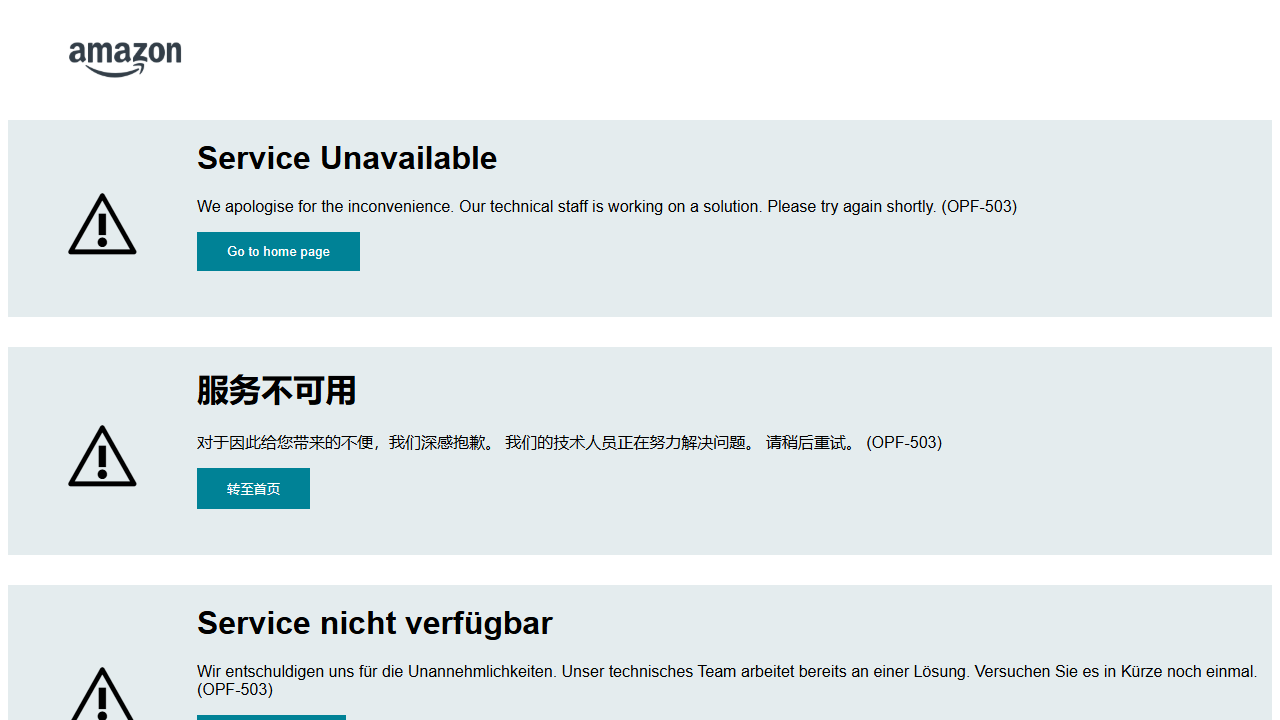 amazon
Service Unavailable
We apologise for the inconvenience. Our technical staff is working on a solution. Please try again shortly. (OPF-503)
Go to home page
服务不可用
对于因此给您带来的不便，我们深感抱歉。 我们的技术人员正在努力解决问题。 请稍后重试。 (OPF-503)
转至首页
Service nicht verfügbar
Wir entschuldigen uns für die Unannehmlichkeiten. Unser technisches Team arbeitet bereits an einer Lösung. Versuchen Sie es in Kürze noch einmal.
(OPF-503)